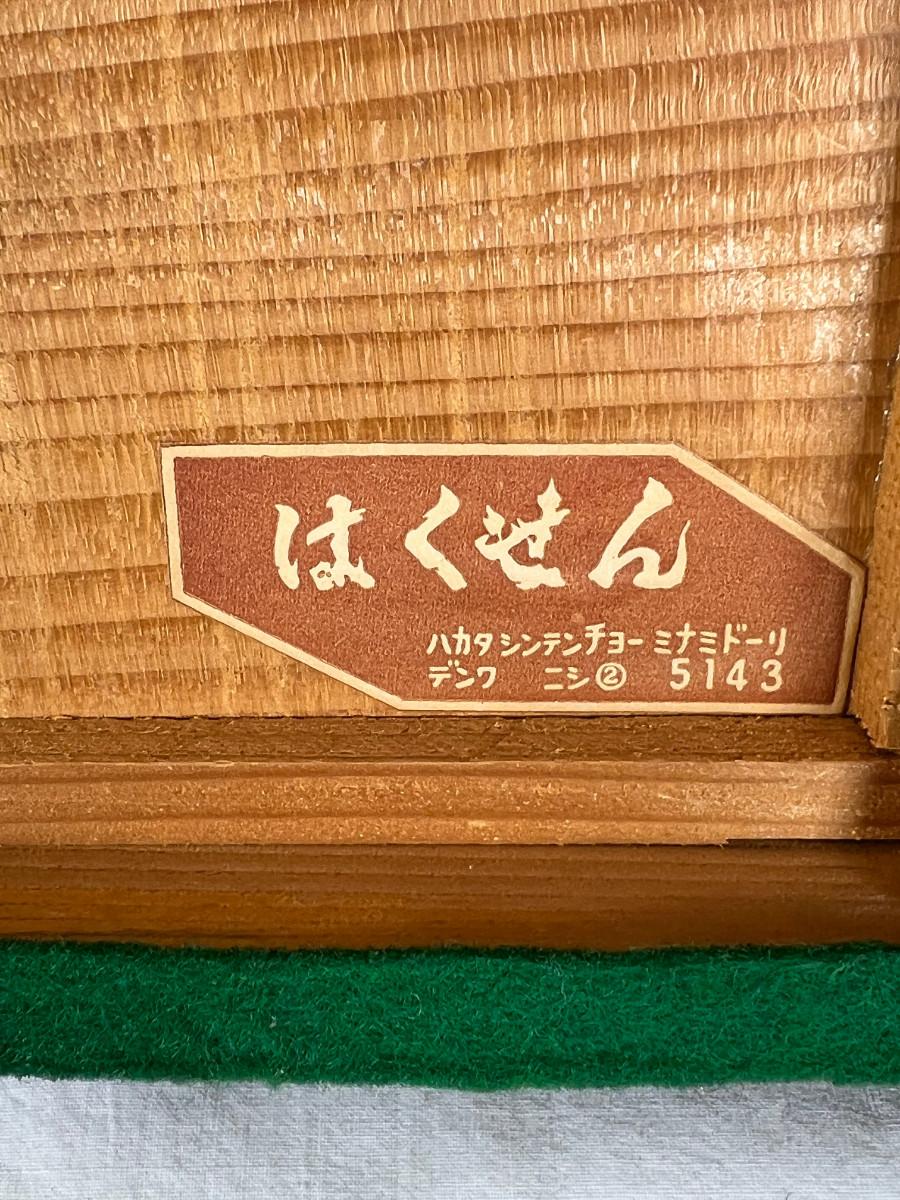 はくせん
ハカタシンテンチョーミナミドーリ
デンワ ニシ② 5143